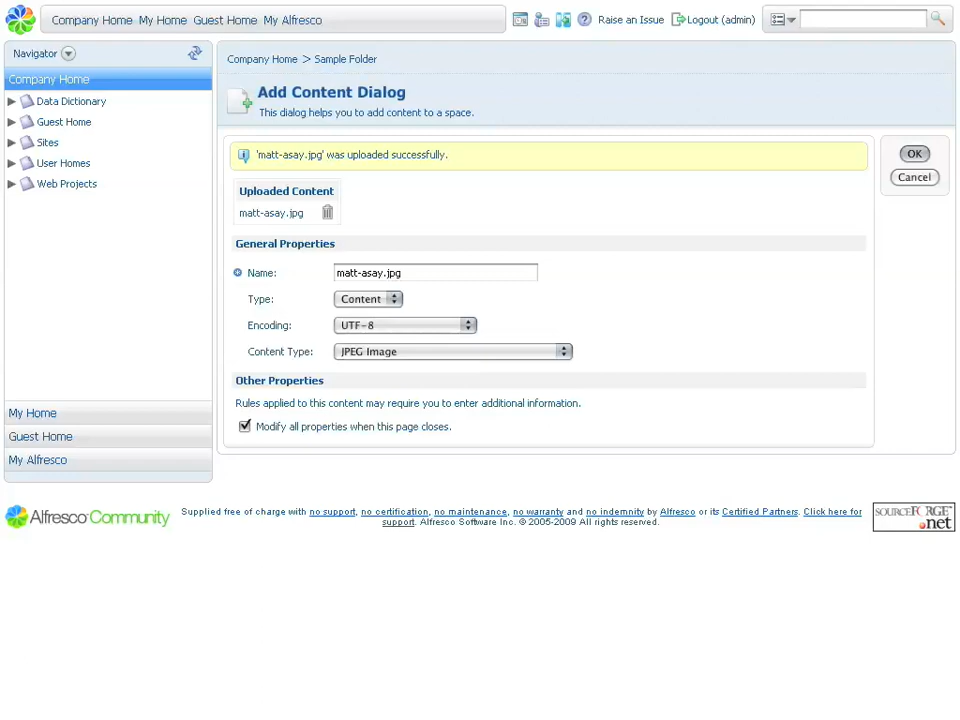 Company Home My Home Guest Home My Alfresco
Raise an Issue Logout (admin)
Navigator
Company Home
Data Dictionary
Guest Home
Sites
User Homes
Web Projects
My Home
Guest Home
My Alfresco
Company Home > Sample Folder
Add Content Dialog
This dialog helps you to add content to a space.
'matt-asay.jpg' was uploaded successfully.
OK
Cancel
Uploaded Content
matt-asay.jpg
General Properties
Name: matt-asay.jpg
Type: Content
Encoding: UTF-8
Content Type: JPEG Image
Other Properties
Rules applied to this content may require you to enter additional information.
Modify all properties when this page closes.
Alfresco Community
Supplied free of charge with no support, no certification, no maintenance, no warranty and no indemnity by Alfresco or its Certified Partners. Click here for
support. Alfresco Software Inc. © 2005-2009 All rights reserved.
SOURCEFORGE
.net